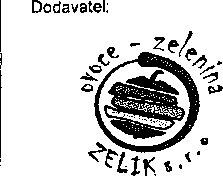 Dodavatel:
ovoce - zelenina
ZELIK s.r.o